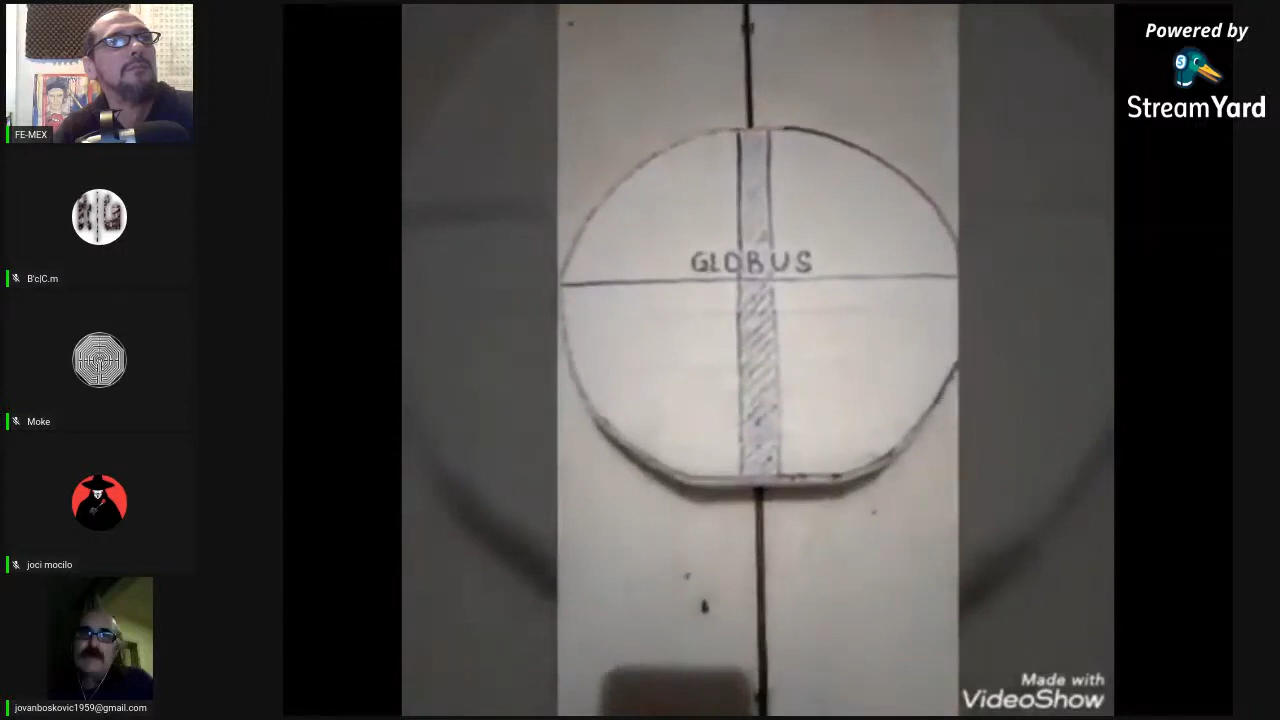 Powered by
StreamYard
FE-MEX
B'c|C.m
GLOBUS
Moke
joci mocilo
jovanboskovic1959@gmail.com
Made with
VideoShow